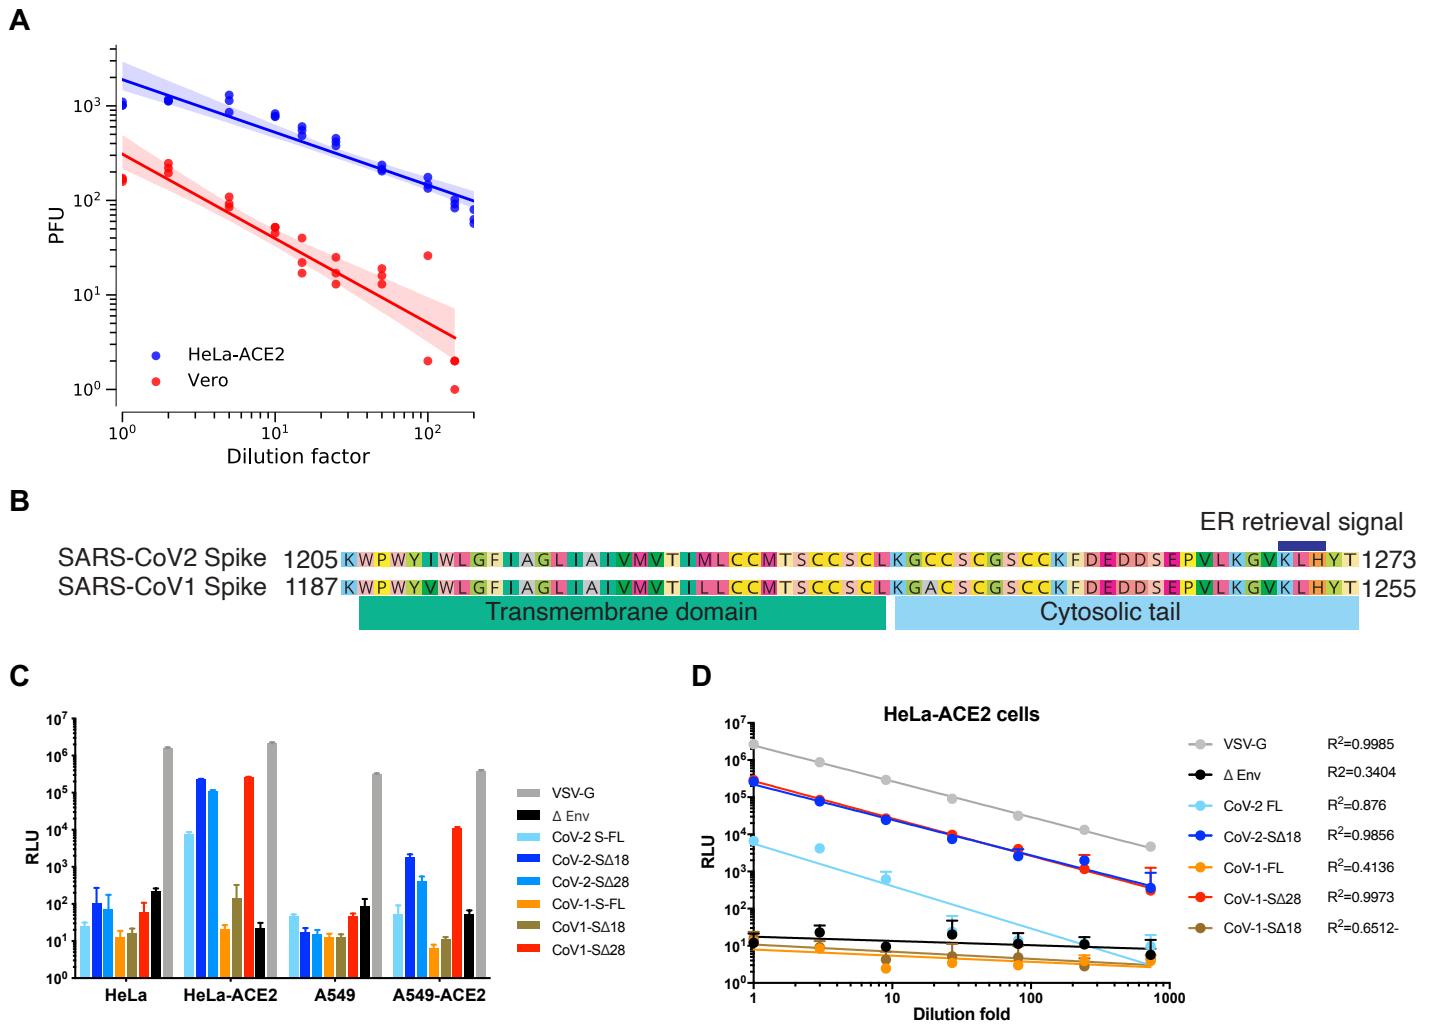 A
10³
10²
10¹
10⁰
PFU
HeLa-ACE2
Vero
10⁰ 10¹ 10²
Dilution factor
B
ER retrieval signal
SARS-CoV2 Spike 1205 KWPWYIWLGFIAGLIAIVMVTIMLCCMTSCCSCLKGCCSCGSCCKFDEDDSEPVLKGVKLHYT 1273
SARS-CoV1 Spike 1187 KWPWYVWLGFIAGLIAIVMVTILLCCMTSCCSCLKGACSCGSCCKFDEDDSEPVLKGVKLHYT 1255
Transmembrane domain Cytosolic tail
C
10⁷
10⁶
10⁵
10⁴
10³
10²
10¹
10⁰
RLU
HeLa HeLa-ACE2 A549 A549-ACE2
VSV-G
Δ Env
CoV-2 S-FL
CoV-2-SΔ18
CoV-2-SΔ28
CoV-1-S-FL
CoV1-SΔ18
CoV1-SΔ28
D
HeLa-ACE2 cells
10⁷
10⁶
10⁵
10⁴
10³
10²
10¹
10⁰
RLU
1 10 100 1000
Dilution fold
VSV-G R²=0.9985
Δ Env R2=0.3404
CoV-2 FL R²=0.876
CoV-2-SΔ18 R²=0.9856
CoV-1-FL R²=0.4136
CoV-1-SΔ28 R²=0.9973
CoV-1-SΔ18 R²=0.6512-